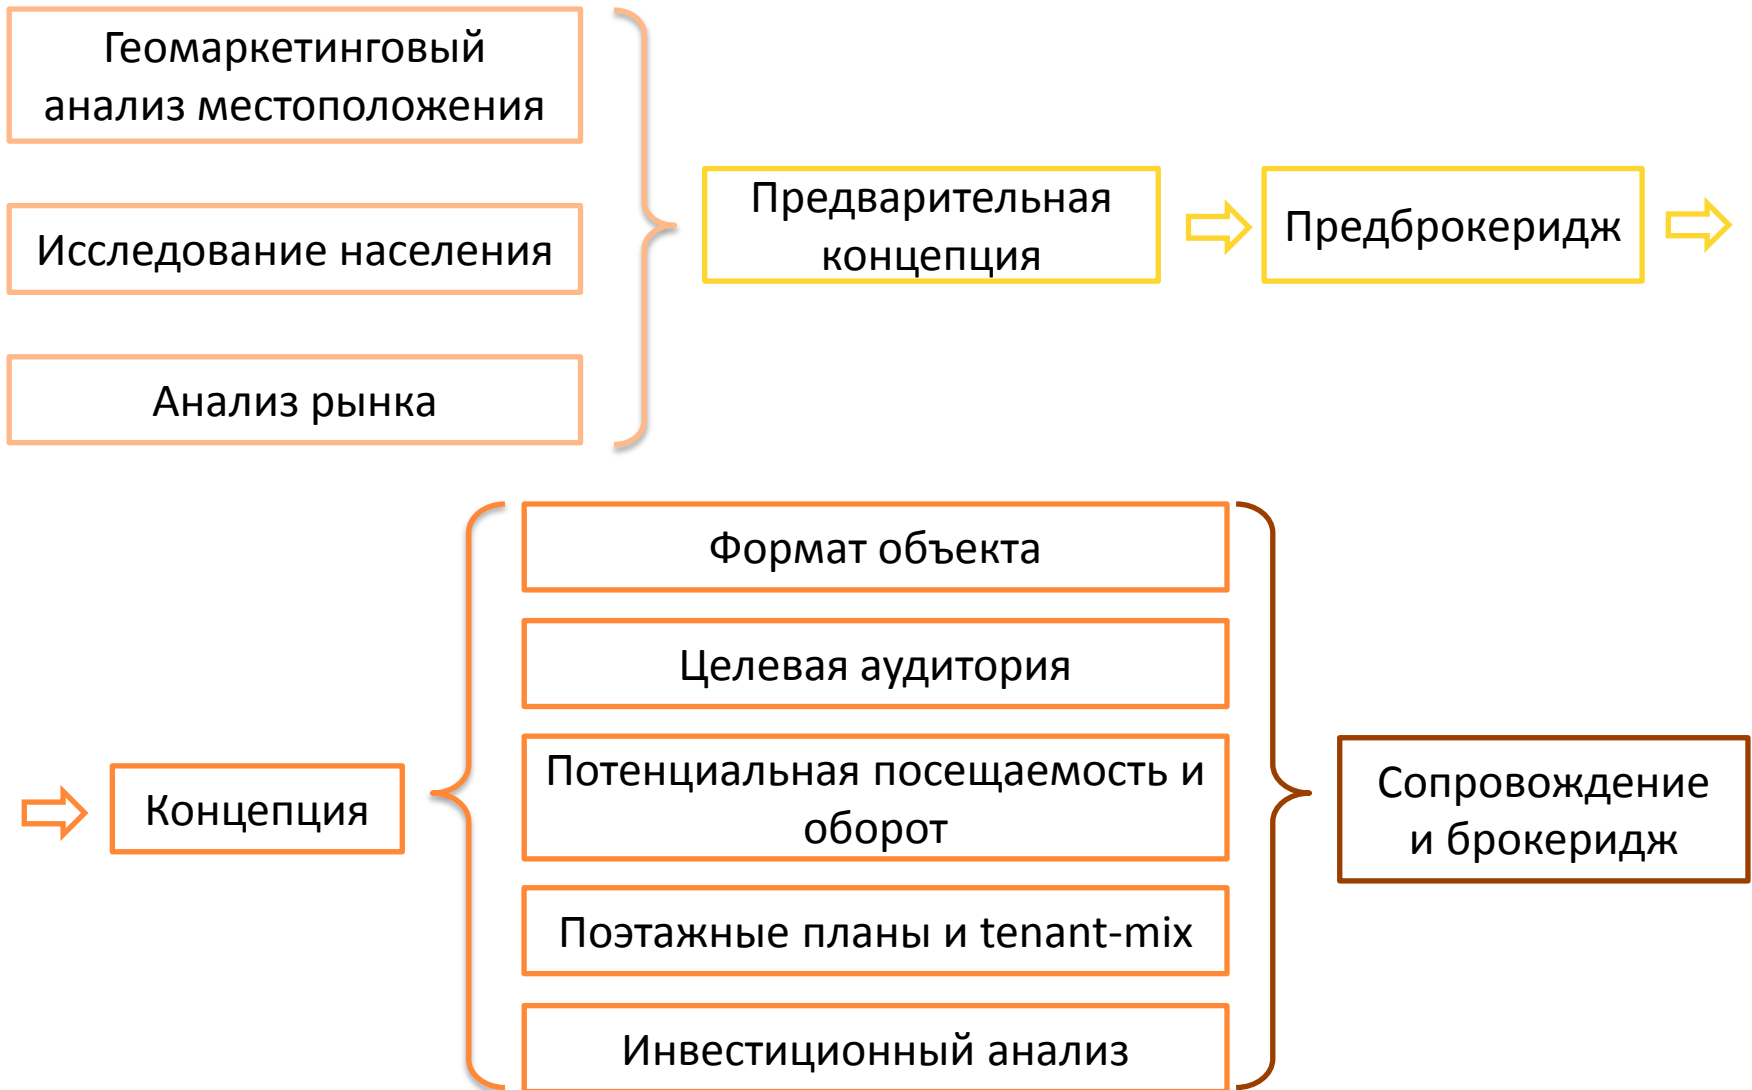 Геомаркетинговый
анализ местоположения
Исследование населения
Анализ рынка
Предварительная
концепция
Предброкеридж
Концепция
Формат объекта
Целевая аудитория
Потенциальная посещаемость и
оборот
Поэтажные планы и tenant-mix
Инвестиционный анализ
Сопровождение
и брокеридж